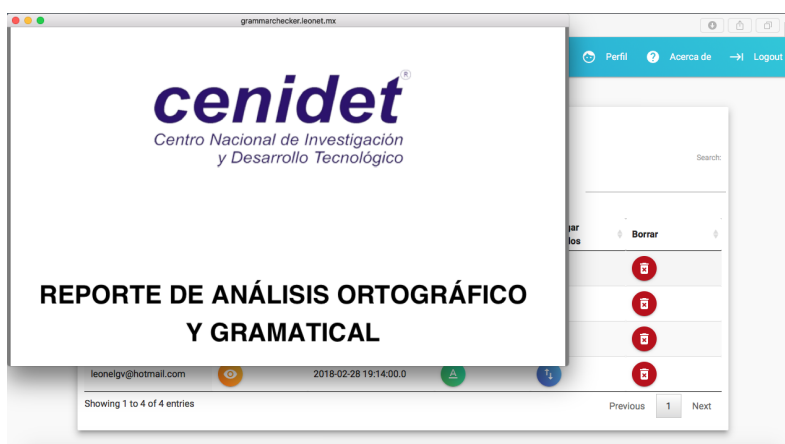 grammarchecker.leonet.mx
Perfil
? Acerca de
Logout
cenidet®
Centro Nacional de Investigación
y Desarrollo Tecnológico
Search:
Borrar
REPORTE DE ANÁLISIS ORTOGRÁFICO
Y GRAMATICAL
leonelgv@hotmail.com 2018-02-28 19:14:00.0 A
Showing 1 to 4 of 4 entries
Previous 1 Next